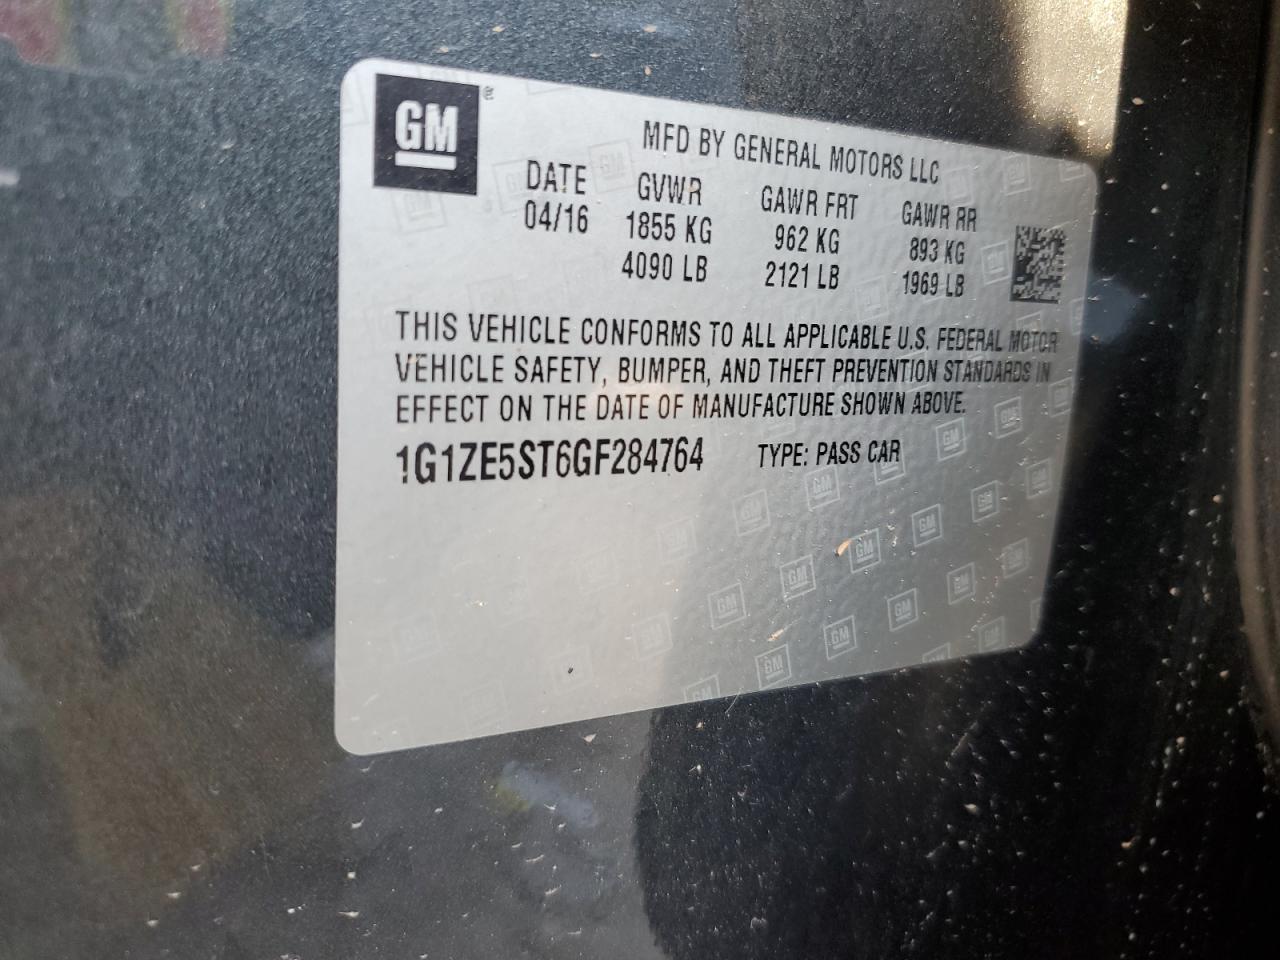 GM
MFD BY GENERAL MOTORS LLC
DATE GVWR GAWR FRT GAWR RR
04/16 1855 KG 962 KG 893 KG
4090 LB 2121 LB 1969 LB
THIS VEHICLE CONFORMS TO ALL APPLICABLE U.S. FEDERAL MOTOR
VEHICLE SAFETY, BUMPER, AND THEFT PREVENTION STANDARDS IN
EFFECT ON THE DATE OF MANUFACTURE SHOWN ABOVE.
1G1ZE5ST6GF284764 TYPE: PASS CAR